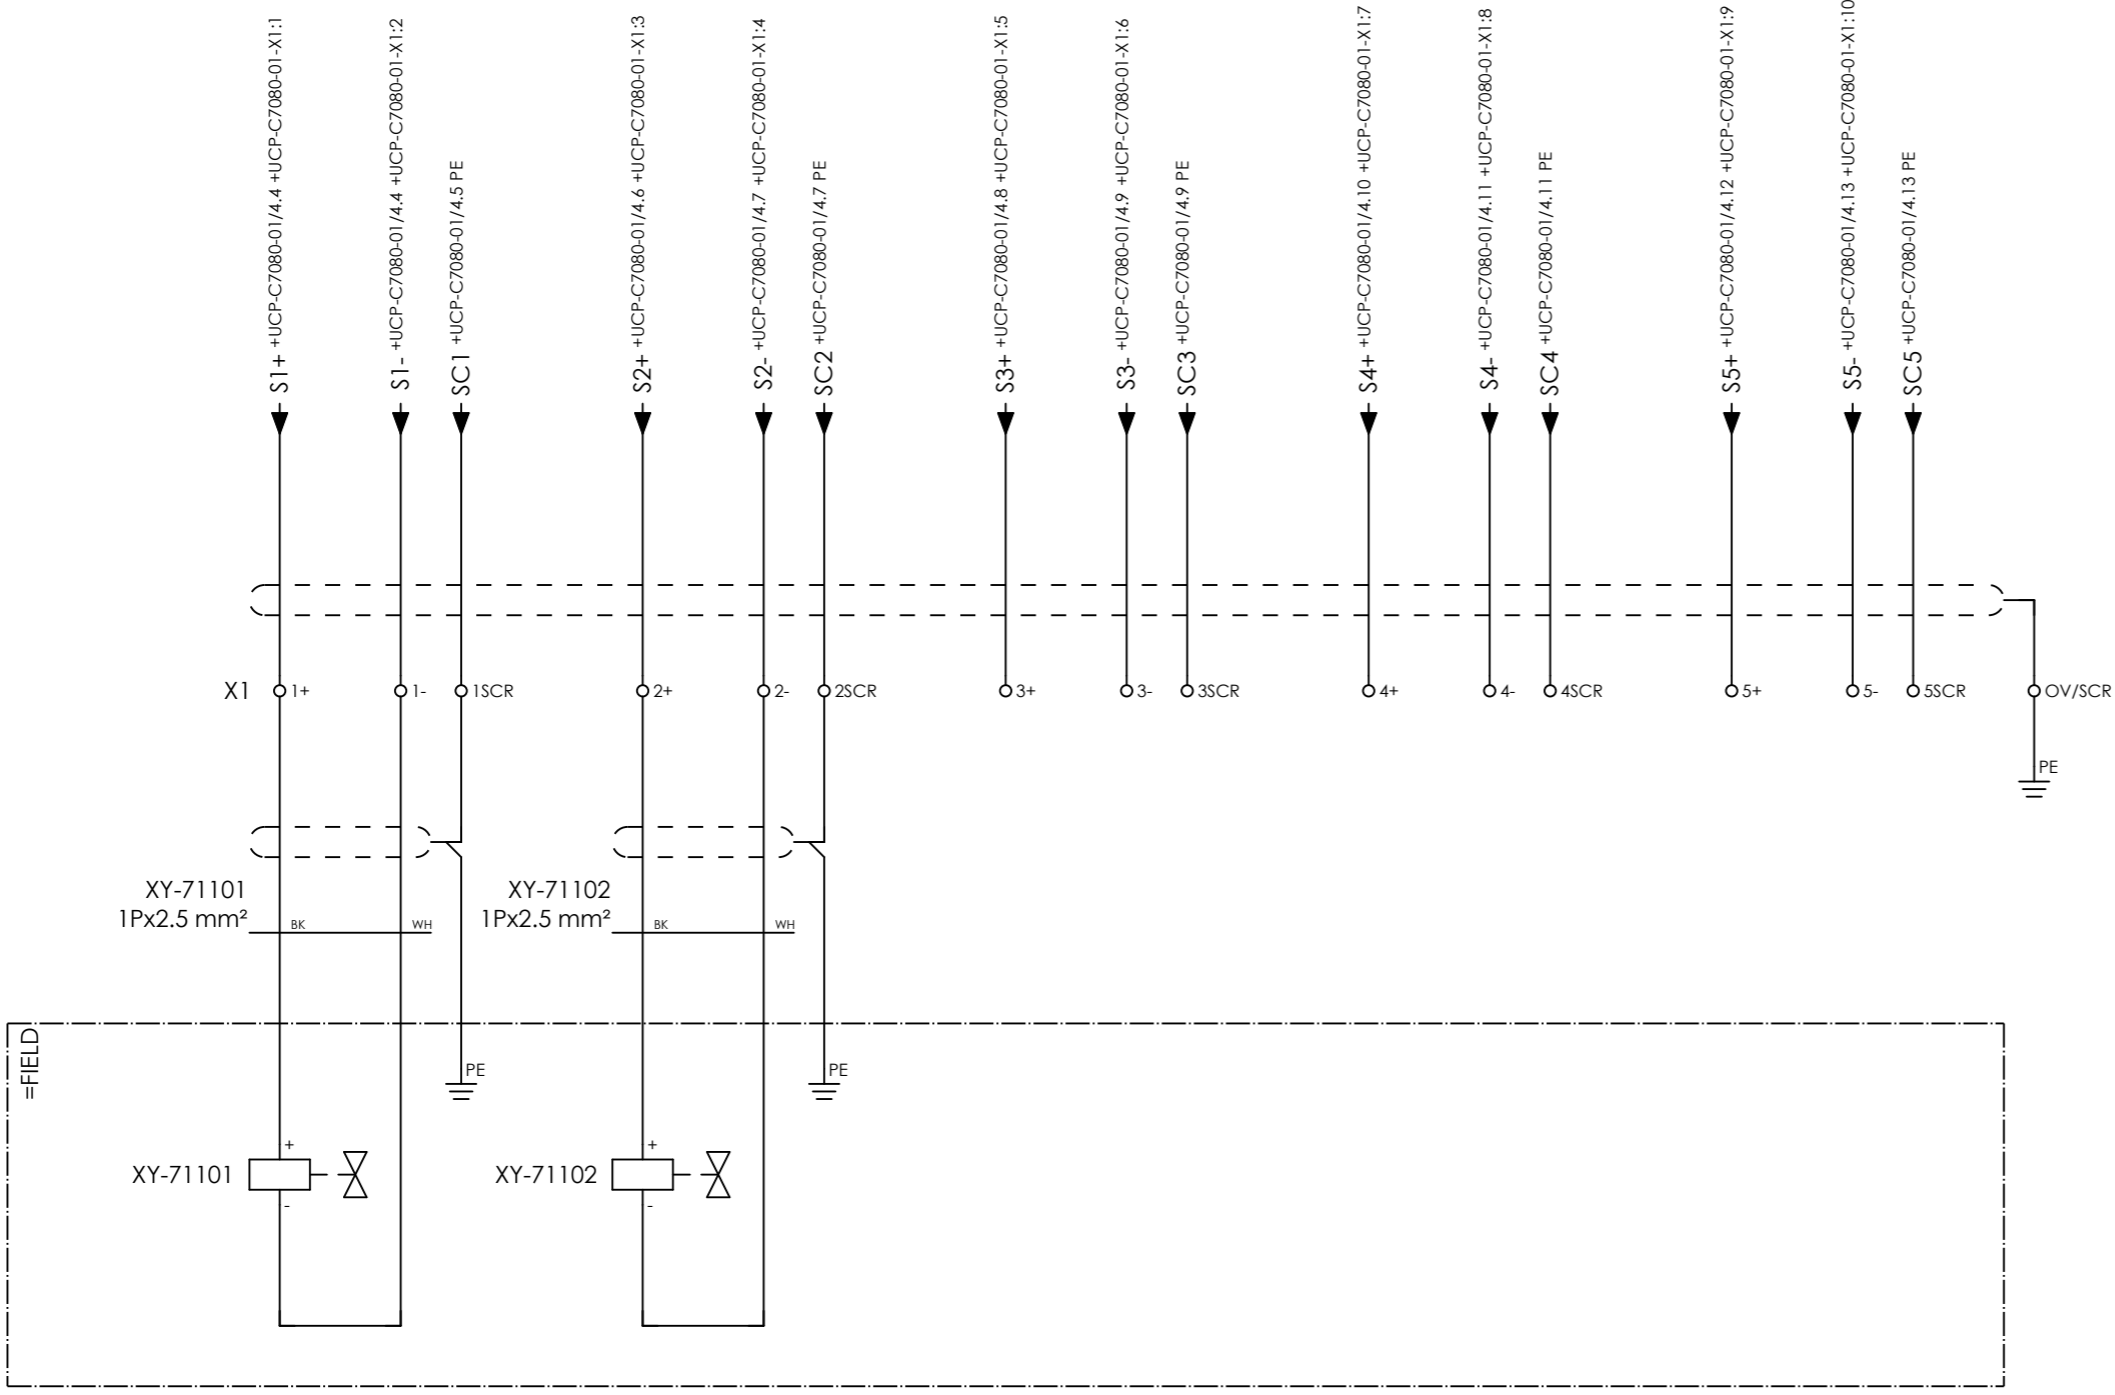 S1+ +UCP-C7080-01/4.4 +UCP-C7080-01-X1:1
S1- +UCP-C7080-01/4.4 +UCP-C7080-01-X1:2
SC1 +UCP-C7080-01/4.5 PE
S2+ +UCP-C7080-01/4.6 +UCP-C7080-01-X1:3
S2- +UCP-C7080-01/4.7 +UCP-C7080-01-X1:4
SC2 +UCP-C7080-01/4.7 PE
S3+ +UCP-C7080-01/4.8 +UCP-C7080-01-X1:5
S3- +UCP-C7080-01/4.9 +UCP-C7080-01-X1:6
SC3 +UCP-C7080-01/4.9 PE
S4+ +UCP-C7080-01/4.10 +UCP-C7080-01-X1:7
S4- +UCP-C7080-01/4.11 +UCP-C7080-01-X1:8
SC4 +UCP-C7080-01/4.11 PE
S5+ +UCP-C7080-01/4.12 +UCP-C7080-01-X1:9
S5- +UCP-C7080-01/4.13 +UCP-C7080-01-X1:10
SC5 +UCP-C7080-01/4.13 PE
X1
1+
1-
1SCR
2+
2-
2SCR
3+
3-
3SCR
4+
4-
4SCR
5+
5-
5SCR
OV/SCR
PE
XY-71101
1Px2.5 mm²
BK
WH
XY-71102
1Px2.5 mm²
BK
WH
=FIELD
PE
PE
XY-71101
+
-
XY-71102
+
-